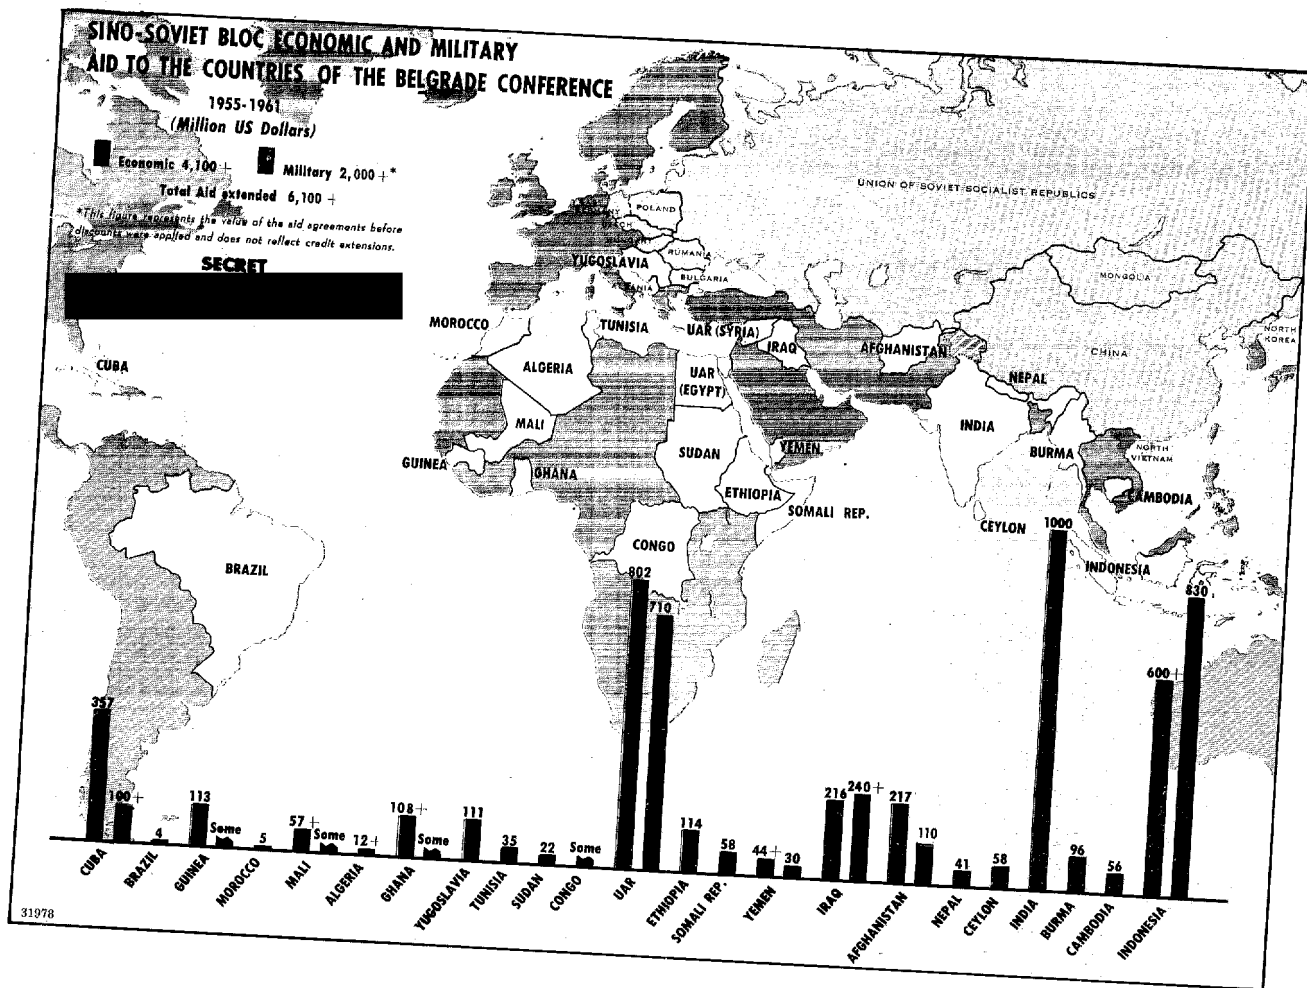 SINO-SOVIET BLOC ECONOMIC AND MILITARY
AID TO THE COUNTRIES OF THE BELGRADE CONFERENCE
1955-1961
(Million US Dollars)
Economic 4,100+ Military 2,000+*
Total Aid extended 6,100+
*This figure represents the value of the aid agreements before
discounts were applied and does not reflect credit extensions.
SECRET
UNION OF SOVIET SOCIALIST REPUBLICS
POLAND
RUMANIA
YUGOSLAVIA
BULGARIA
MONGOLIA
NORTH
KOREA
CHINA
MOROCCO
TUNISIA
UAR (SYRIA)
IRAQ
AFGHANISTAN
CUBA
ALGERIA
UAR
(EGYPT)
NEPAL
MALI
INDIA
GUINEA
GHANA
SUDAN
YEMEN
BURMA
NORTH
VIETNAM
ETHIOPIA
SOMALI REP.
CAMBODIA
CEYLON
CONGO
BRAZIL
INDONESIA
357
100+
4
113
Some
5
57+
Some
12+
108+
Some
111
35
22
Some
802
710
114
58
44+
30
216
240+
217
110
41
58
1000
96
56
600+
830
CUBA
BRAZIL
GUINEA
MOROCCO
MALI
ALGERIA
GHANA
YUGOSLAVIA
TUNISIA
SUDAN
CONGO
UAR
ETHIOPIA
SOMALI REP.
YEMEN
IRAQ
AFGHANISTAN
NEPAL
CEYLON
INDIA
BURMA
CAMBODIA
INDONESIA
31978